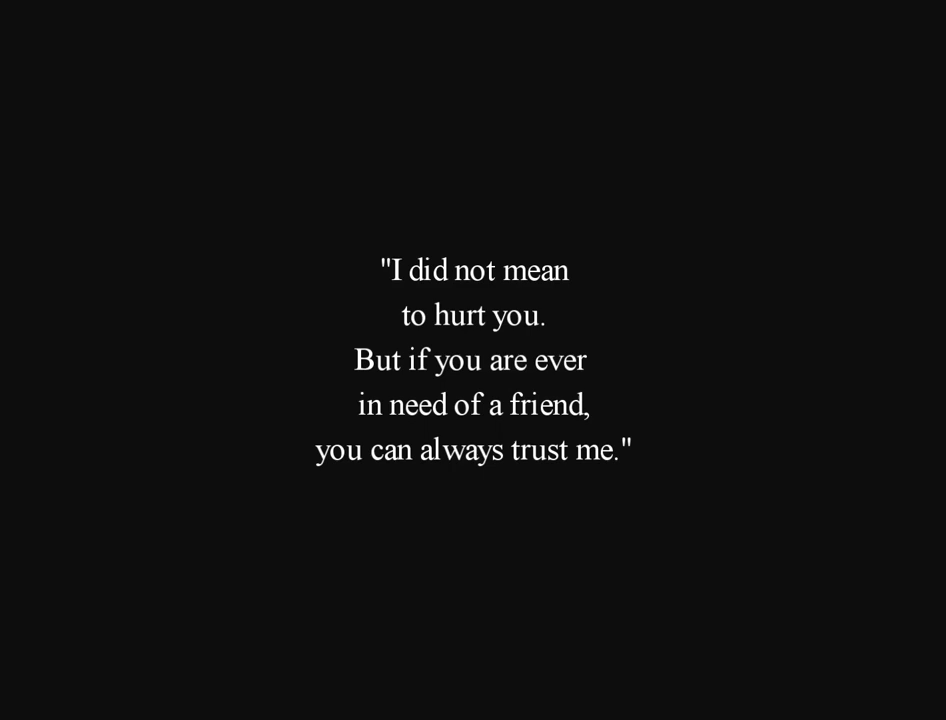 "I did not mean
to hurt you.
But if you are ever
in need of a friend,
you can always trust me."